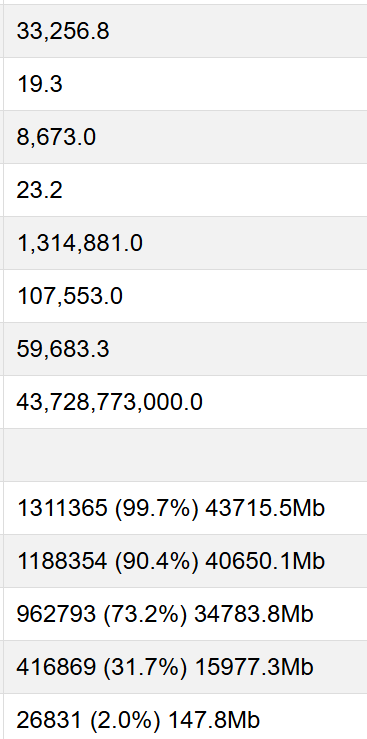 33,256.8
19.3
8,673.0
23.2
1,314,881.0
107,553.0
59,683.3
43,728,773,000.0
1311365 (99.7%) 43715.5Mb
1188354 (90.4%) 40650.1Mb
962793 (73.2%) 34783.8Mb
416869 (31.7%) 15977.3Mb
26831 (2.0%) 147.8Mb